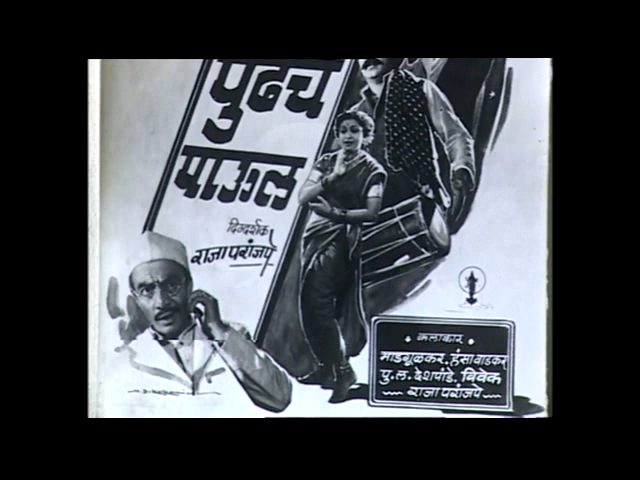 पुढचं
पाऊल
दिग्दर्शक
राजा परांजपे
कलाकार
माडगुळकर. हंसा वाडकर
पु. ल. देशपांडे. विवेक
राजा परांजपे